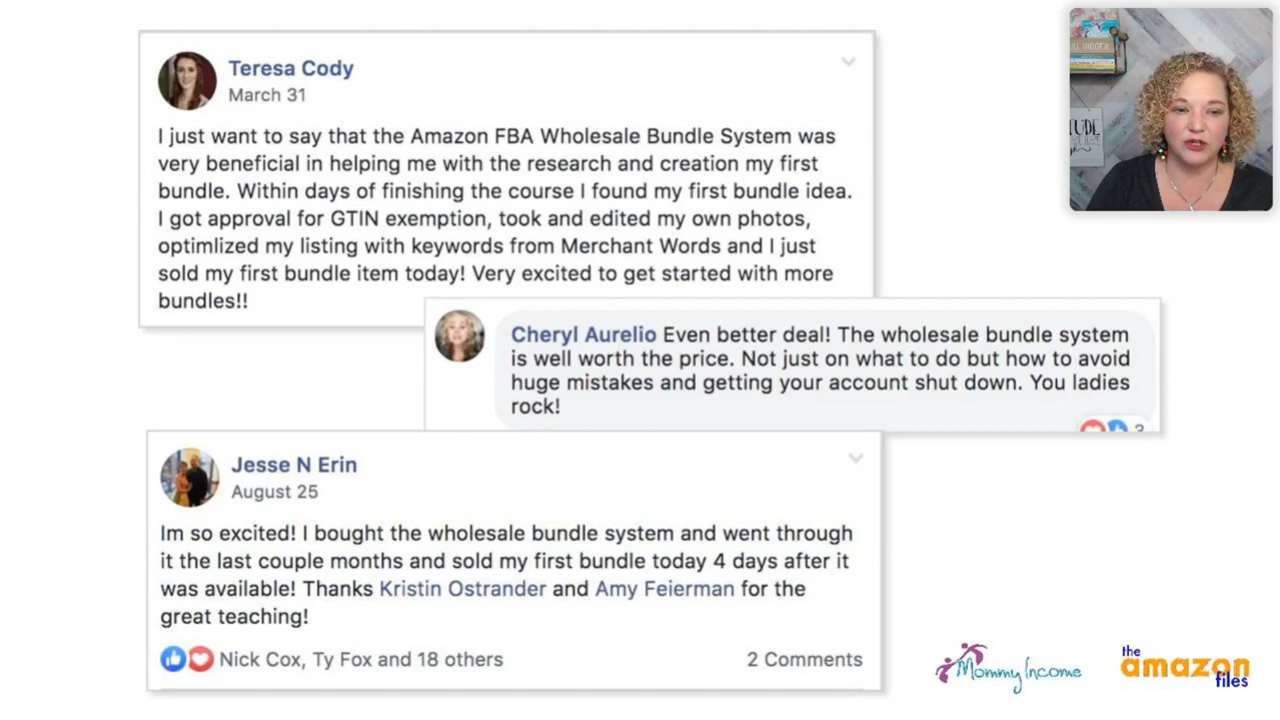 Teresa Cody
March 31
I just want to say that the Amazon FBA Wholesale Bundle System was
very beneficial in helping me with the research and creation my first
bundle. Within days of finishing the course I found my first bundle idea.
I got approval for GTIN exemption, took and edited my own photos,
optimlized my listing with keywords from Merchant Words and I just
sold my first bundle item today! Very excited to get started with more
bundles!!
Cheryl Aurelio Even better deal! The wholesale bundle system
is well worth the price. Not just on what to do but how to avoid
huge mistakes and getting your account shut down. You ladies
rock!
3
Jesse N Erin
August 25
Im so excited! I bought the wholesale bundle system and went through
it the last couple months and sold my first bundle today 4 days after it
was available! Thanks Kristin Ostrander and Amy Feierman for the
great teaching!
Nick Cox, Ty Fox and 18 others
2 Comments
Mommy Income
the
amazon
files